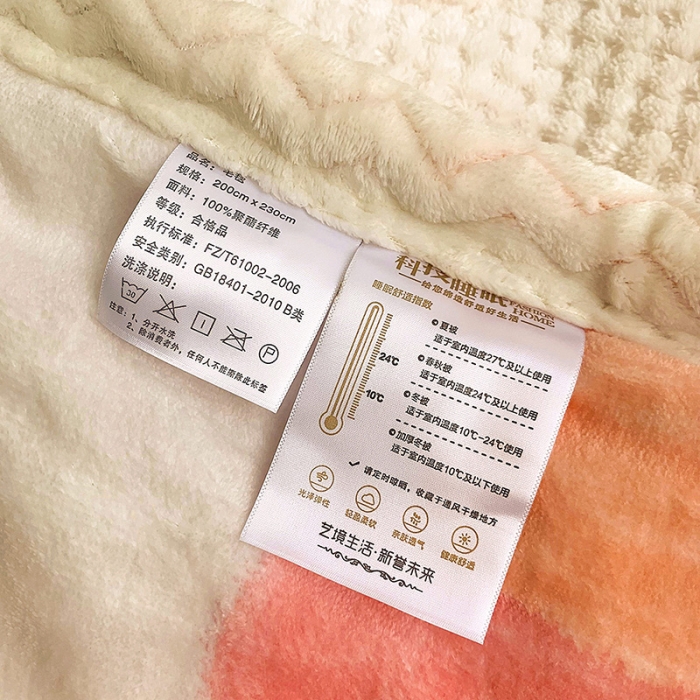 品名：毛毯
规格：200cm x 230cm
面料：100%聚酯纤维
等级：合格品
执行标准：FZ/T61002-2006
安全类别：GB18401-2010 B类
洗涤说明：
30
P
注意：1、分开水洗
2、除消费者外，任何人不能需除此标签
科技睡眠
给您缔造舒适好生活
FASHION
HOME
睡眠舒适指数
24℃
10℃
夏被
适于室内温度27℃及以上使用
春秋被
适于室内温度24℃及以上使用
冬被
适于室内温度10℃-24℃使用
加厚冬被
适于室内温度10℃及以下使用
请定时晾晒，收藏于通风干燥地方
光泽弹性
轻盈柔软
亲肤透气
健康舒适
艺境生活·新誉未来